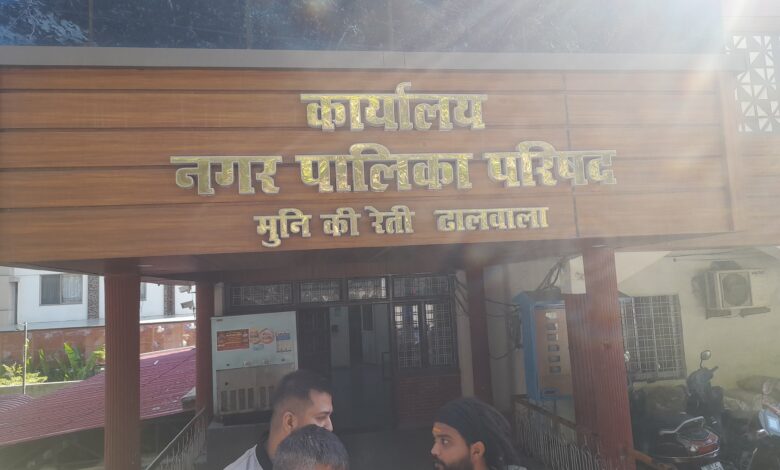 कार्यालय
नगर पालिका परिषद
मुनि की रेती ढालवाला